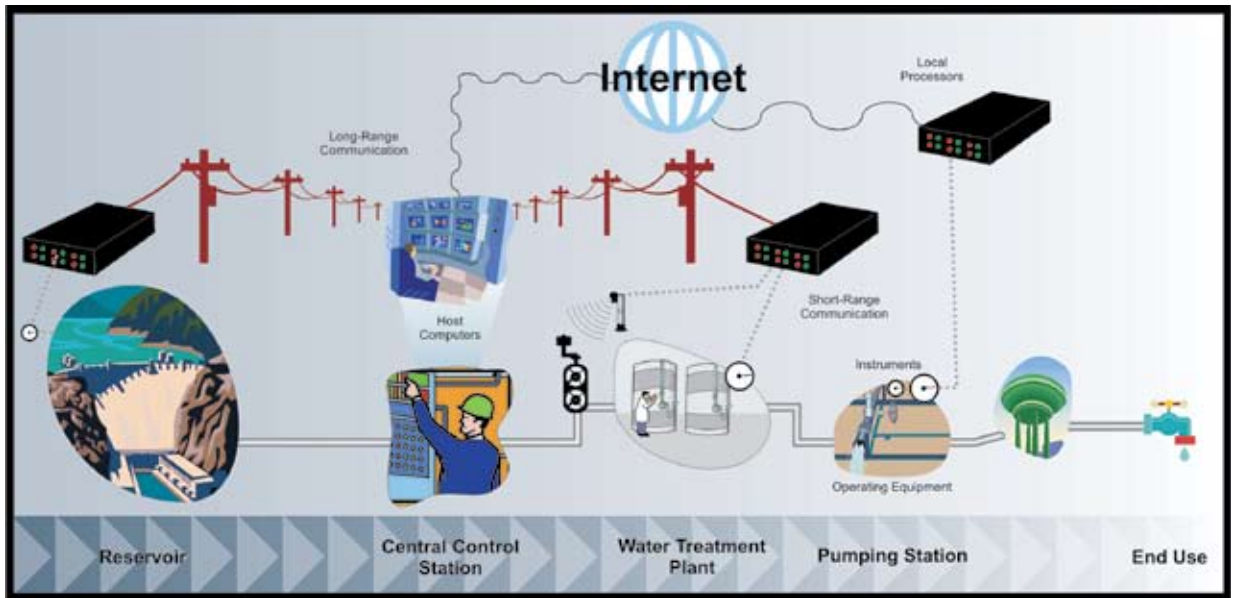 Internet
Local
Processors
Long-Range
Communication
Short-Range
Communication
Host
Computers
Instruments
Operating Equipment
Reservoir
Central Control
Station
Water Treatment
Plant
Pumping Station
End Use